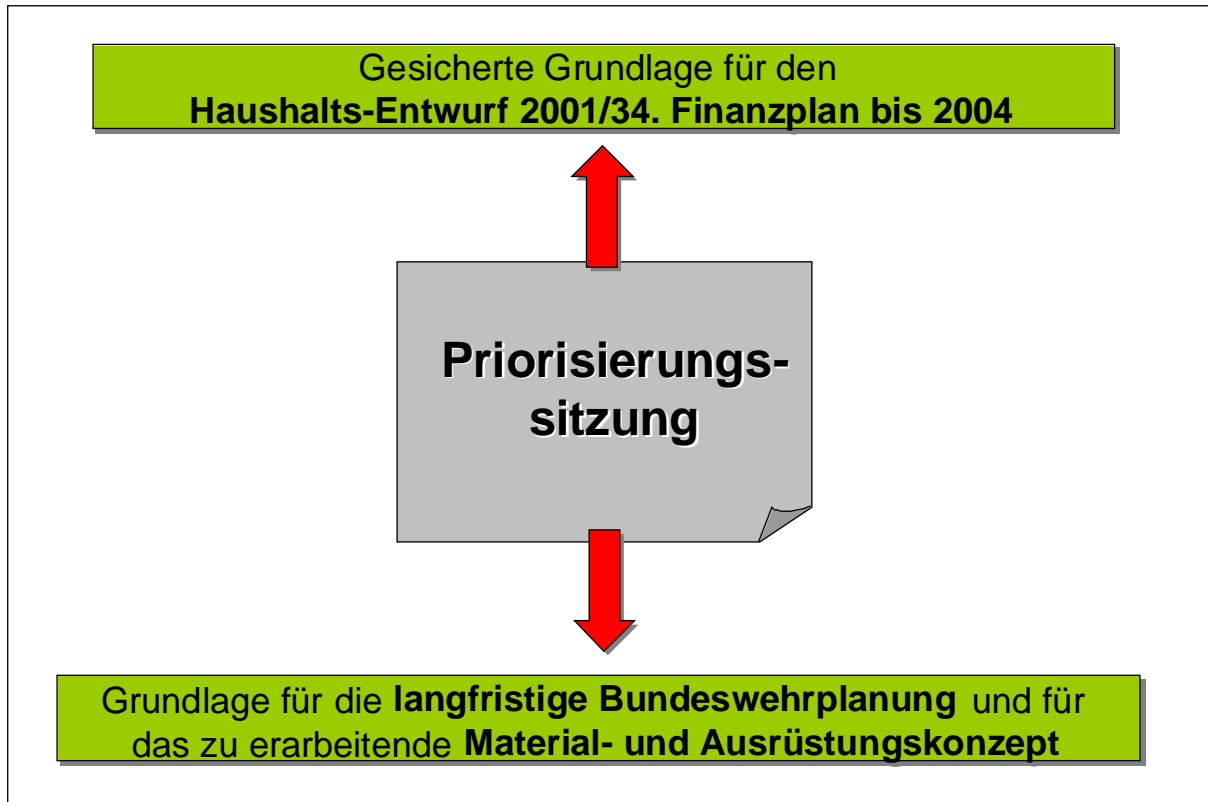 Gesicherte Grundlage für den
Haushalts-Entwurf 2001/34. Finanzplan bis 2004
Priorisierungs-
sitzung
Grundlage für die langfristige Bundeswehrplanung und für
das zu erarbeitende Material- und Ausrüstungskonzept